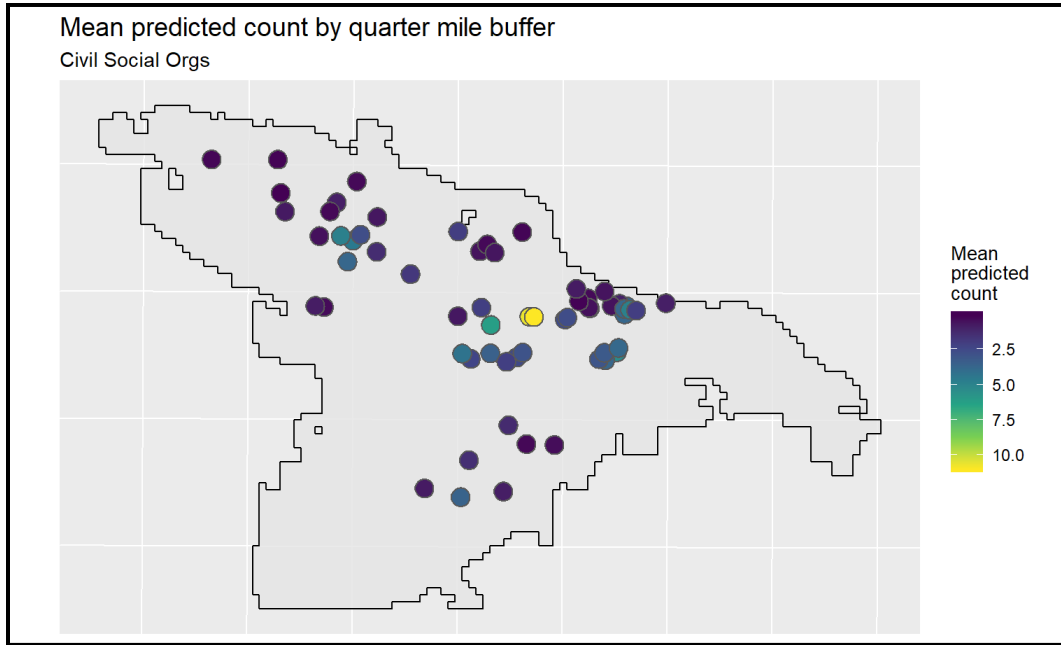 Mean predicted count by quarter mile buffer
Civil Social Orgs
Mean
predicted
count
2.5
5.0
7.5
10.0